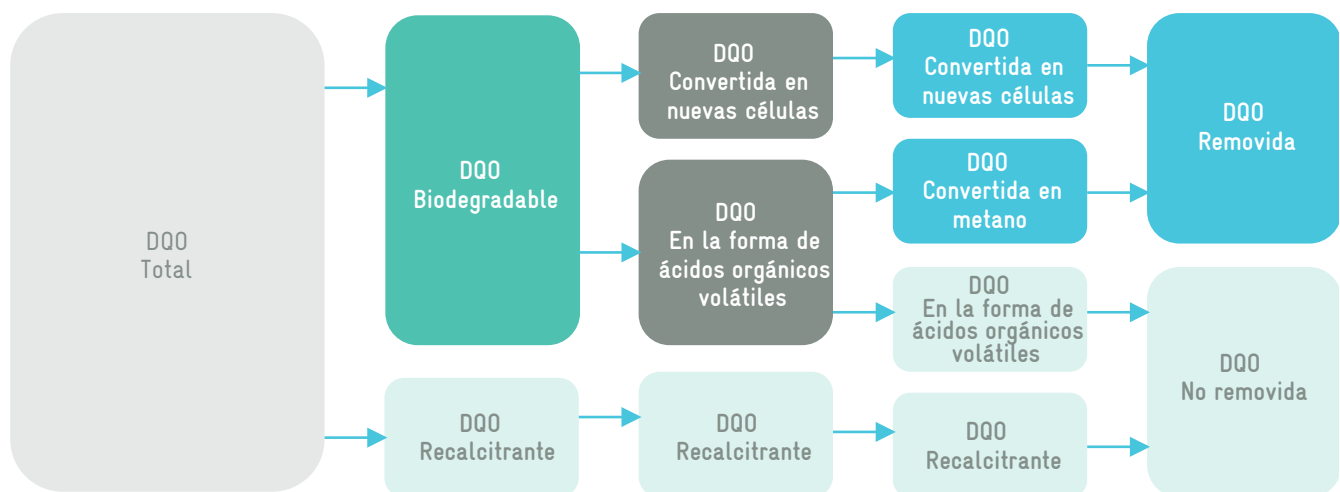 DQO
Total
DQO
Biodegradable
DQO
Recalcitrante
DQO
Convertida en
nuevas células
DQO
En la forma de
ácidos orgánicos
volátiles
DQO
Recalcitrante
DQO
Convertida en
nuevas células
DQO
Convertida en
metano
DQO
En la forma de
ácidos orgánicos
volátiles
DQO
Recalcitrante
DQO
Removida
DQO
No removida